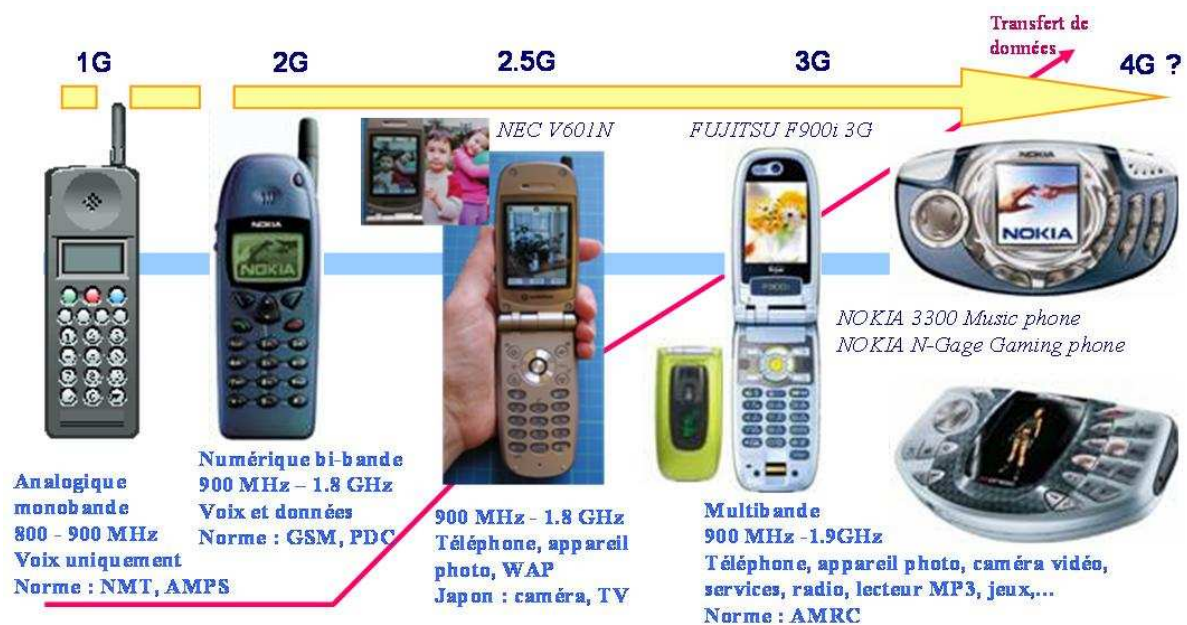 Transfert de
données
1G
2G
2.5G
3G
4G ?
NEC V601N
FUJITSU F900i 3G
NOKIA
NOKIA
NOKIA
NOKIA
F900i
NOKIA 3300 Music phone
NOKIA N-Gage Gaming phone
Analogique
monobande
800 - 900 MHz
Voix uniquement
Norme : NMT, AMPS
Numérique bi-bande
900 MHz – 1.8 GHz
Voix et données
Norme : GSM, PDC
900 MHz - 1.8 GHz
Téléphone, appareil
photo, WAP
Japon : caméra, TV
Multibande
900 MHz -1.9GHz
Téléphone, appareil photo, caméra vidéo,
services, radio, lecteur MP3, jeux,...
Norme : AMRC